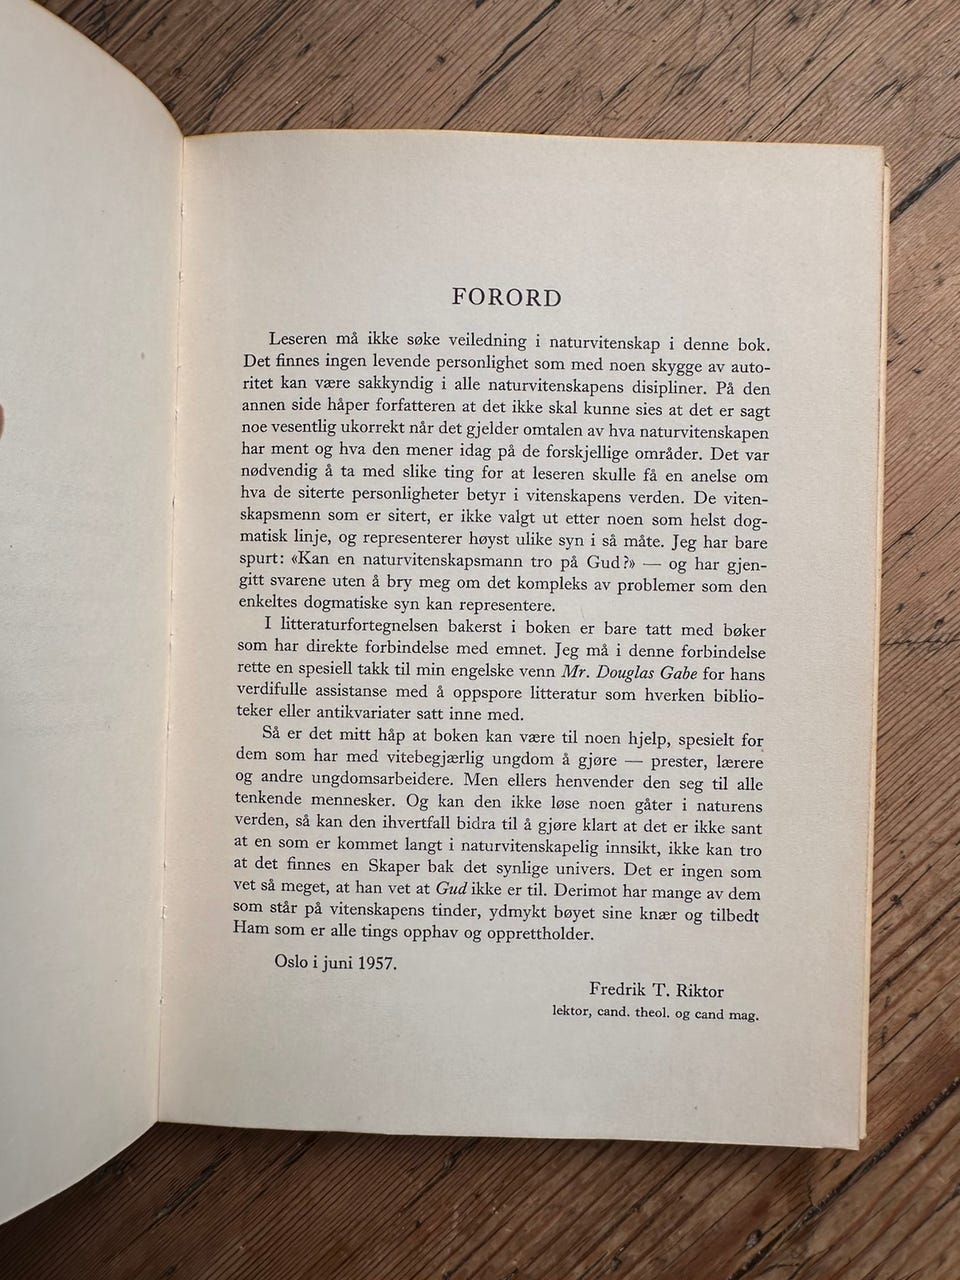 FORORD
Leseren må ikke søke veiledning i naturvitenskap i denne bok.
Det finnes ingen levende personlighet som med noen skygge av auto-
ritet kan være sakkyndig i alle naturvitenskapens disipliner. På den
annen side håper forfatteren at det ikke skal kunne sies at det er sagt
noe vesentlig ukorrekt når det gjelder omtalen av hva naturvitenskapen
har ment og hva den mener idag på de forskjellige områder. Det var
nødvendig å ta med slike ting for at leseren skulle få en anelse om
hva de siterte personligheter betyr i vitenskapens verden. De viten-
skapsmenn som er sitert, er ikke valgt ut etter noen som helst dog-
matisk linje, og representerer høyst ulike syn i så måte. Jeg har bare
spurt: «Kan en naturvitenskapsmann tro på Gud?» — og har gjen-
gitt svarene uten å bry meg om det kompleks av problemer som den
enkeltes dogmatiske syn kan representere.
I litteraturfortegnelsen bakerst i boken er bare tatt med bøker
som har direkte forbindelse med emnet. Jeg må i denne forbindelse
rette en spesiell takk til min engelske venn Mr. Douglas Gabe for hans
verdifulle assistanse med å oppspore litteratur som hverken biblio-
teker eller antikvariater satt inne med.
Så er det mitt håp at boken kan være til noen hjelp, spesielt for
dem som har med vitebegjærlig ungdom å gjøre — prester, lærere
og andre ungdomsarbeidere. Men ellers henvender den seg til alle
tenkende mennesker. Og kan den ikke løse noen gåter i naturens
verden, så kan den ihvertfall bidra til å gjøre klart at det er ikke sant
at en som er kommet langt i naturvitenskapelig innsikt, ikke kan tro
at det finnes en Skaper bak det synlige univers. Det er ingen som
vet så meget, at han vet at Gud ikke er til. Derimot har mange av dem
som står på vitenskapens tinder, ydmykt bøyet sine knær og tilbedt
Ham som er alle tings opphav og opprettholder.
Oslo i juni 1957.
Fredrik T. Riktor
lektor, cand. theol. og cand mag.